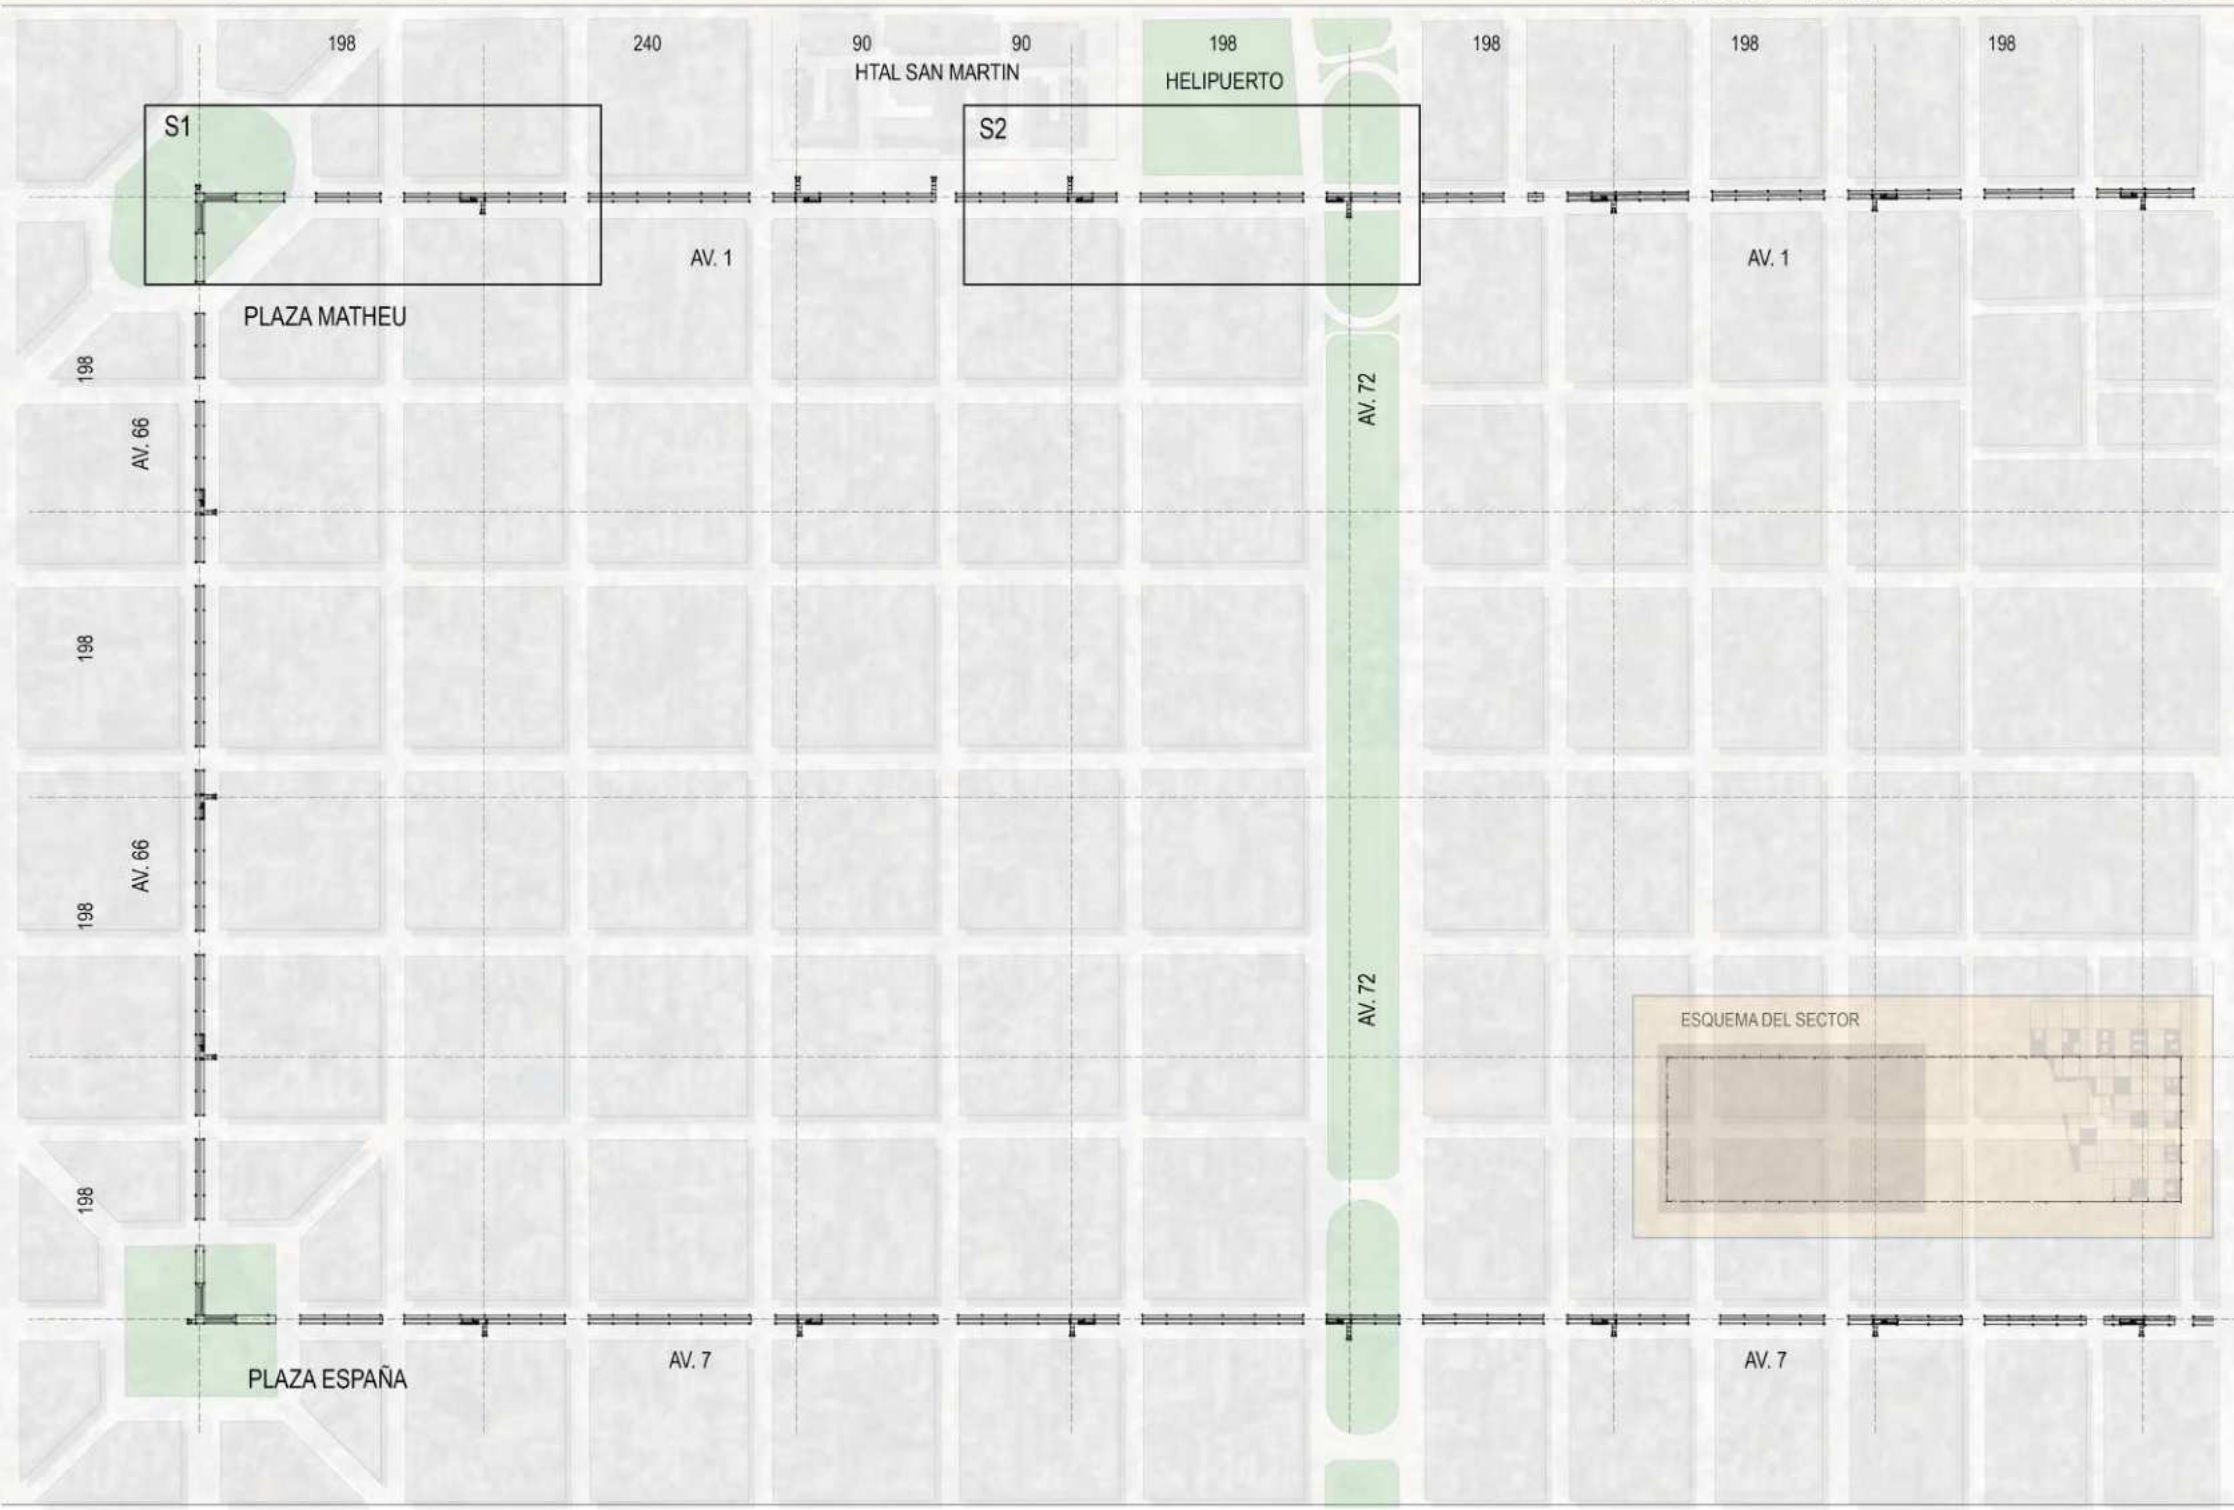 198 240 90 90 198 198 198 198
HTAL SAN MARTIN
HELIPUERTO
S1
S2
AV. 1
AV. 1
PLAZA MATHEU
198
AV. 72
AV. 66
198
AV. 66
198
AV. 72
ESQUEMA DEL SECTOR
198
AV. 7
AV. 7
PLAZA ESPAÑA